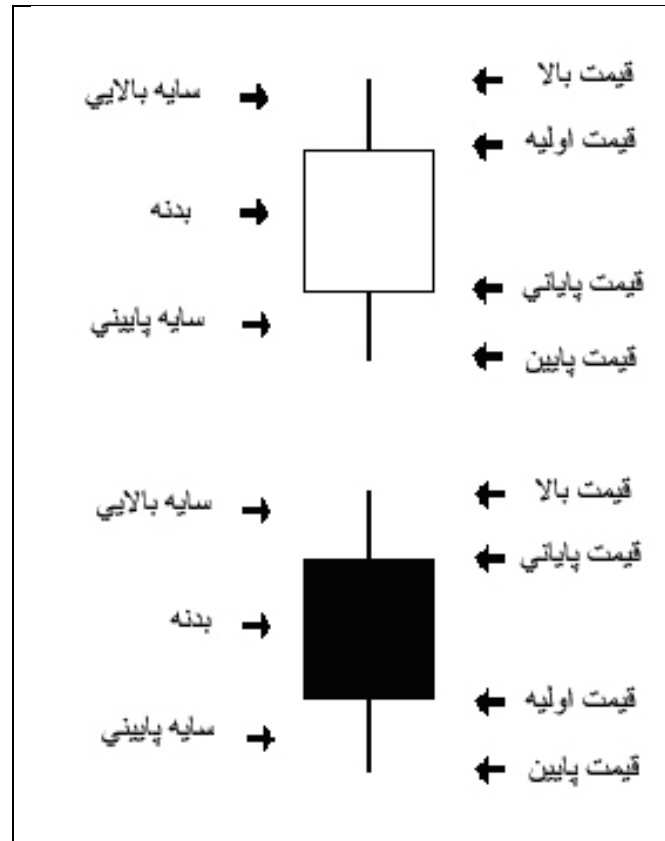 قيمت بالا
سايه بالايي
قيمت اوليه
بدنه
قيمت پاياني
سايه پاييني
قيمت پايين
قيمت بالا
سايه بالايي
قيمت پاياني
بدنه
قيمت اوليه
سايه پاييني
قيمت پايين